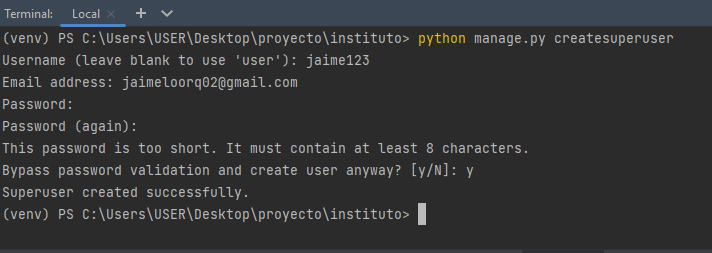 Terminal: Local × +
(venv) PS C:\Users\USER\Desktop\proyecto\instituto> python manage.py createsuperuser
Username (leave blank to use 'user'): jaime123
Email address: jaimeloorq02@gmail.com
Password:
Password (again):
This password is too short. It must contain at least 8 characters.
Bypass password validation and create user anyway? [y/N]: y
Superuser created successfully.
(venv) PS C:\Users\USER\Desktop\proyecto\instituto>